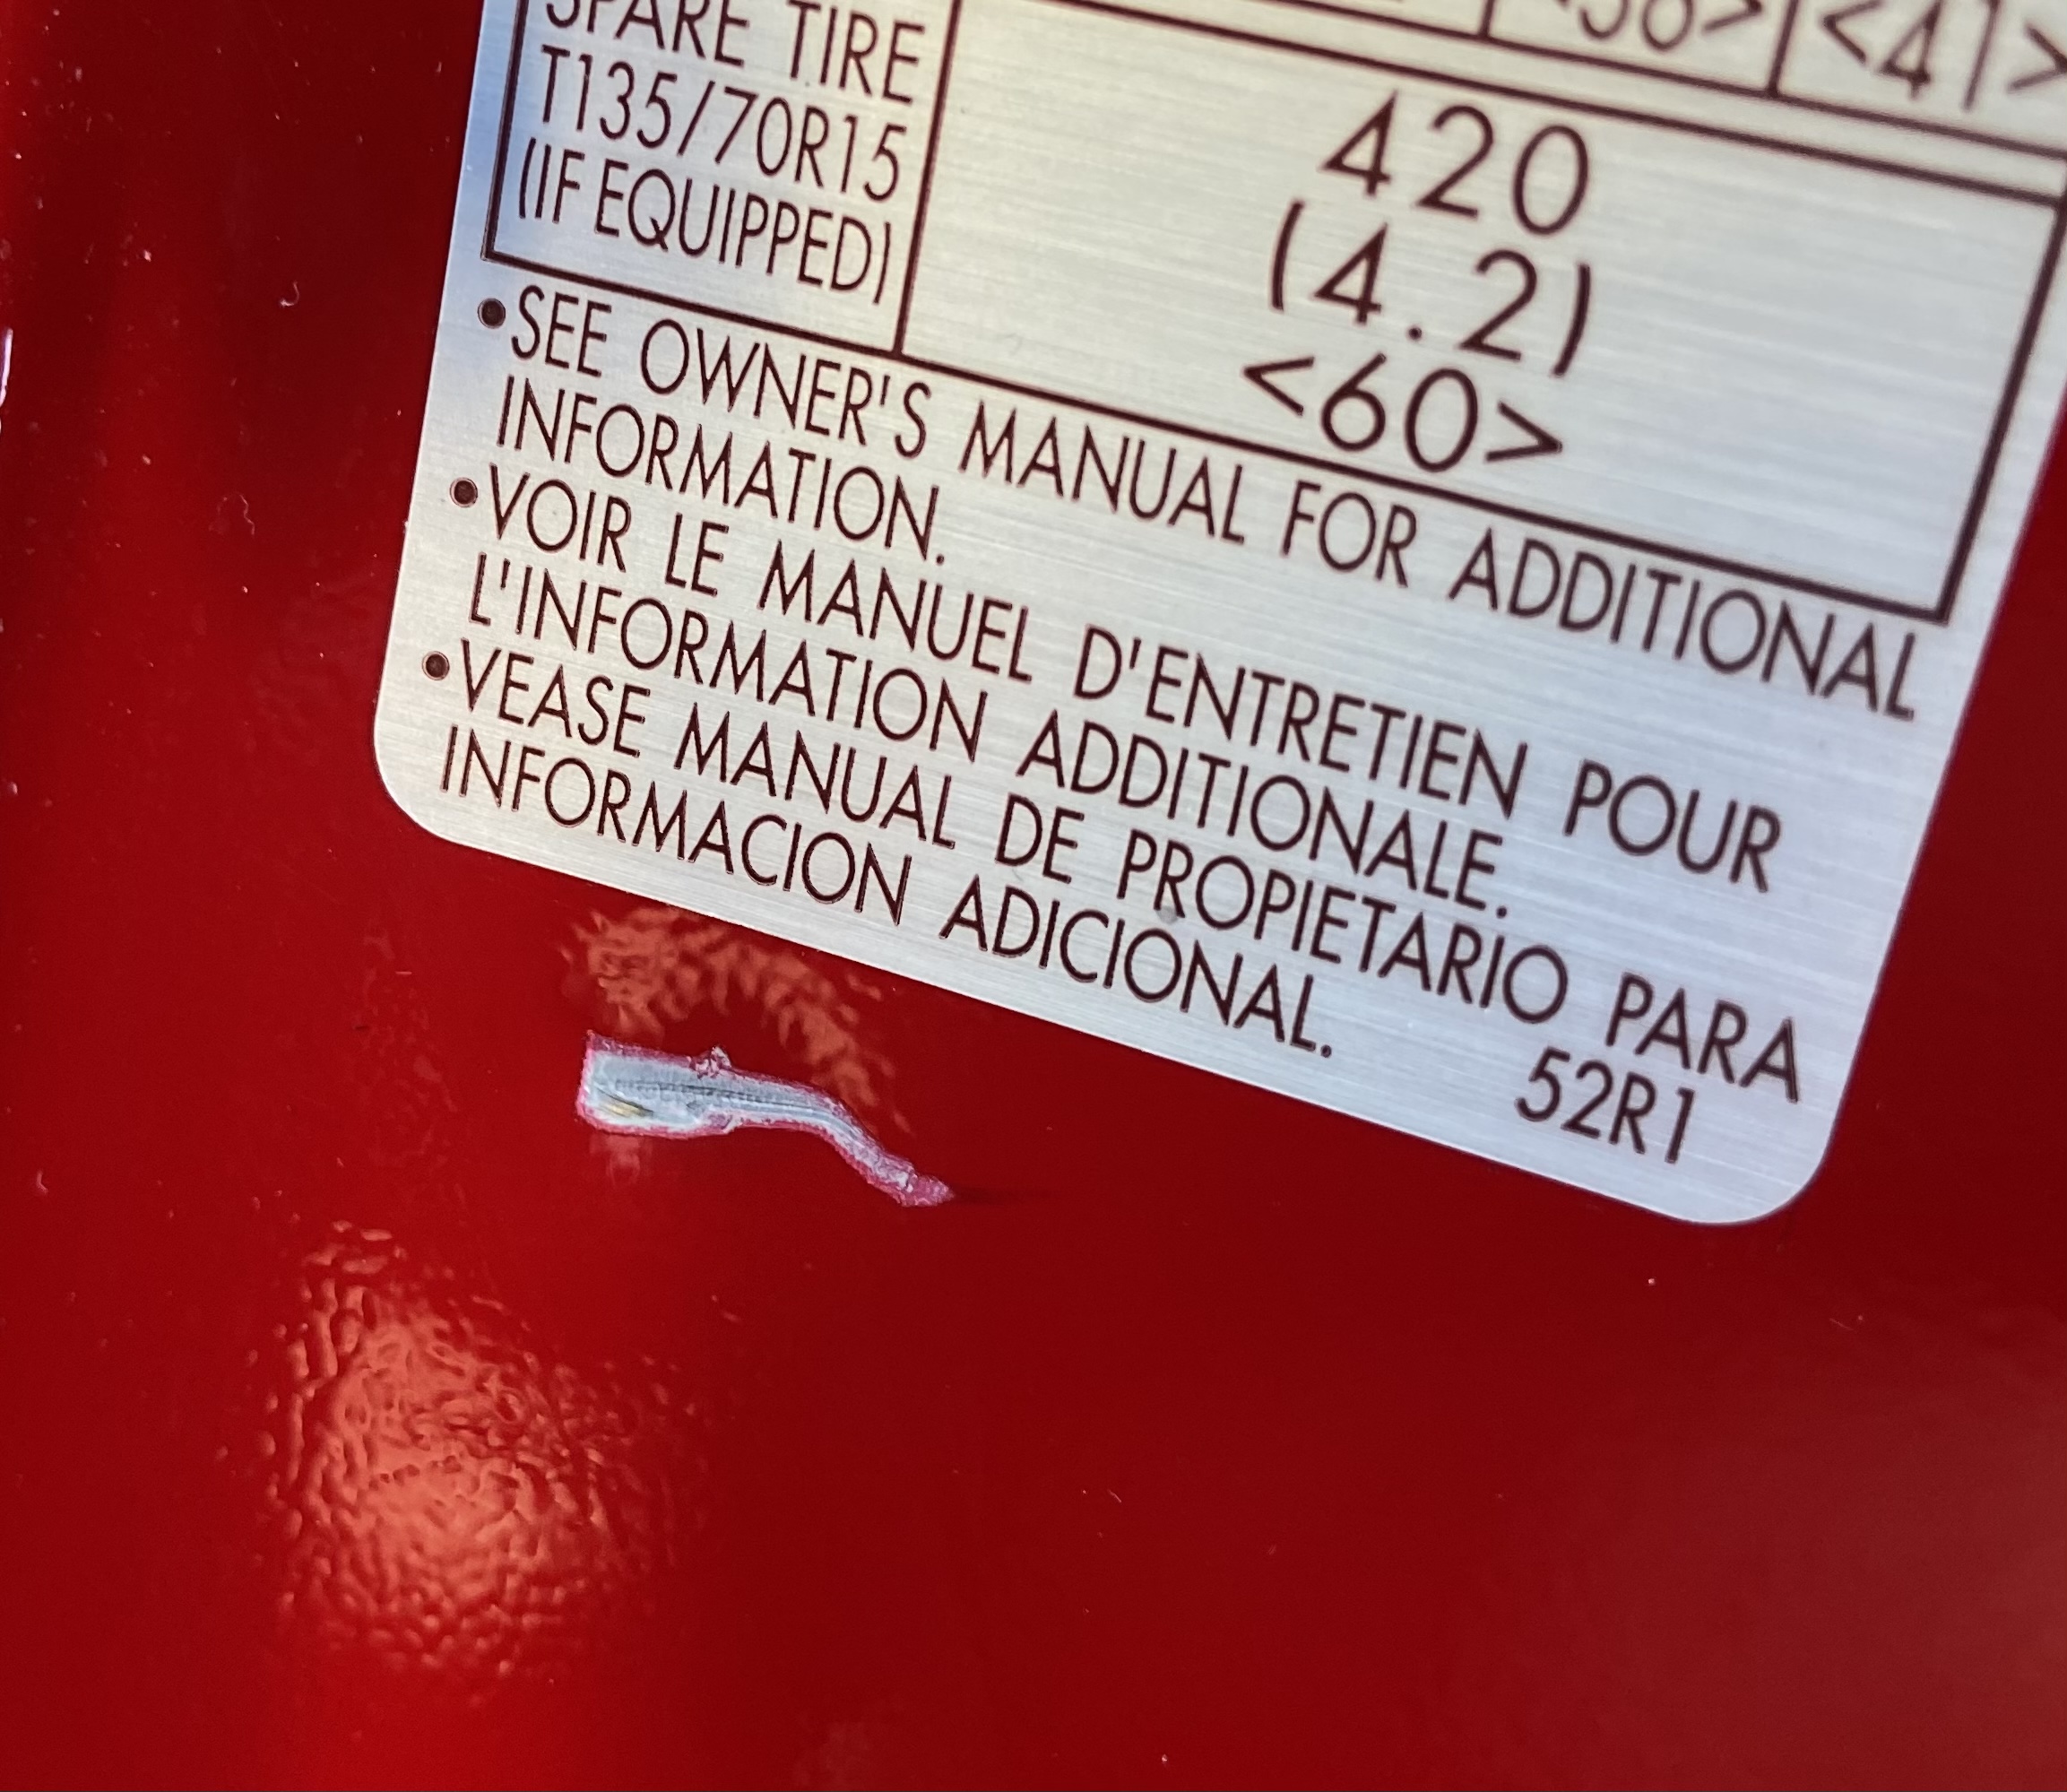 SPARE TIRE
T135/70R15
(IF EQUIPPED)
<41>
420
(4.2)
<60>
•SEE OWNER'S MANUAL FOR ADDITIONAL
INFORMATION.
•VOIR LE MANUEL D'ENTRETIEN POUR
L'INFORMATION ADDITIONALE.
•VEASE MANUAL DE PROPIETARIO PARA
INFORMACION ADICIONAL.
52R1